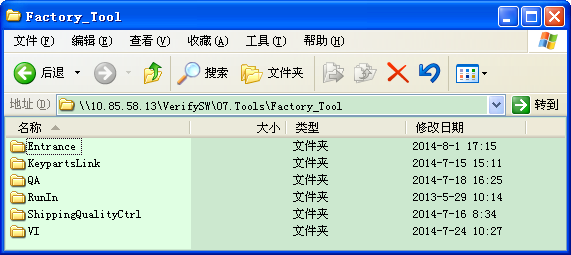 Factory_Tool
文件(F) 编辑(E) 查看(V) 收藏(A) 工具(T) 帮助(H)
后退 搜索 文件夹
地址(D) \\10.85.58.13\VerifySW\07.Tools\Factory_Tool 转到
名称 大小 类型 修改日期
Entrance 文件夹 2014-8-1 17:15
KeypartsLink 文件夹 2014-7-15 15:11
QA 文件夹 2014-7-18 16:25
RunIn 文件夹 2013-5-29 10:14
ShippingQualityCtrl 文件夹 2014-7-16 8:34
VI 文件夹 2014-7-24 10:27